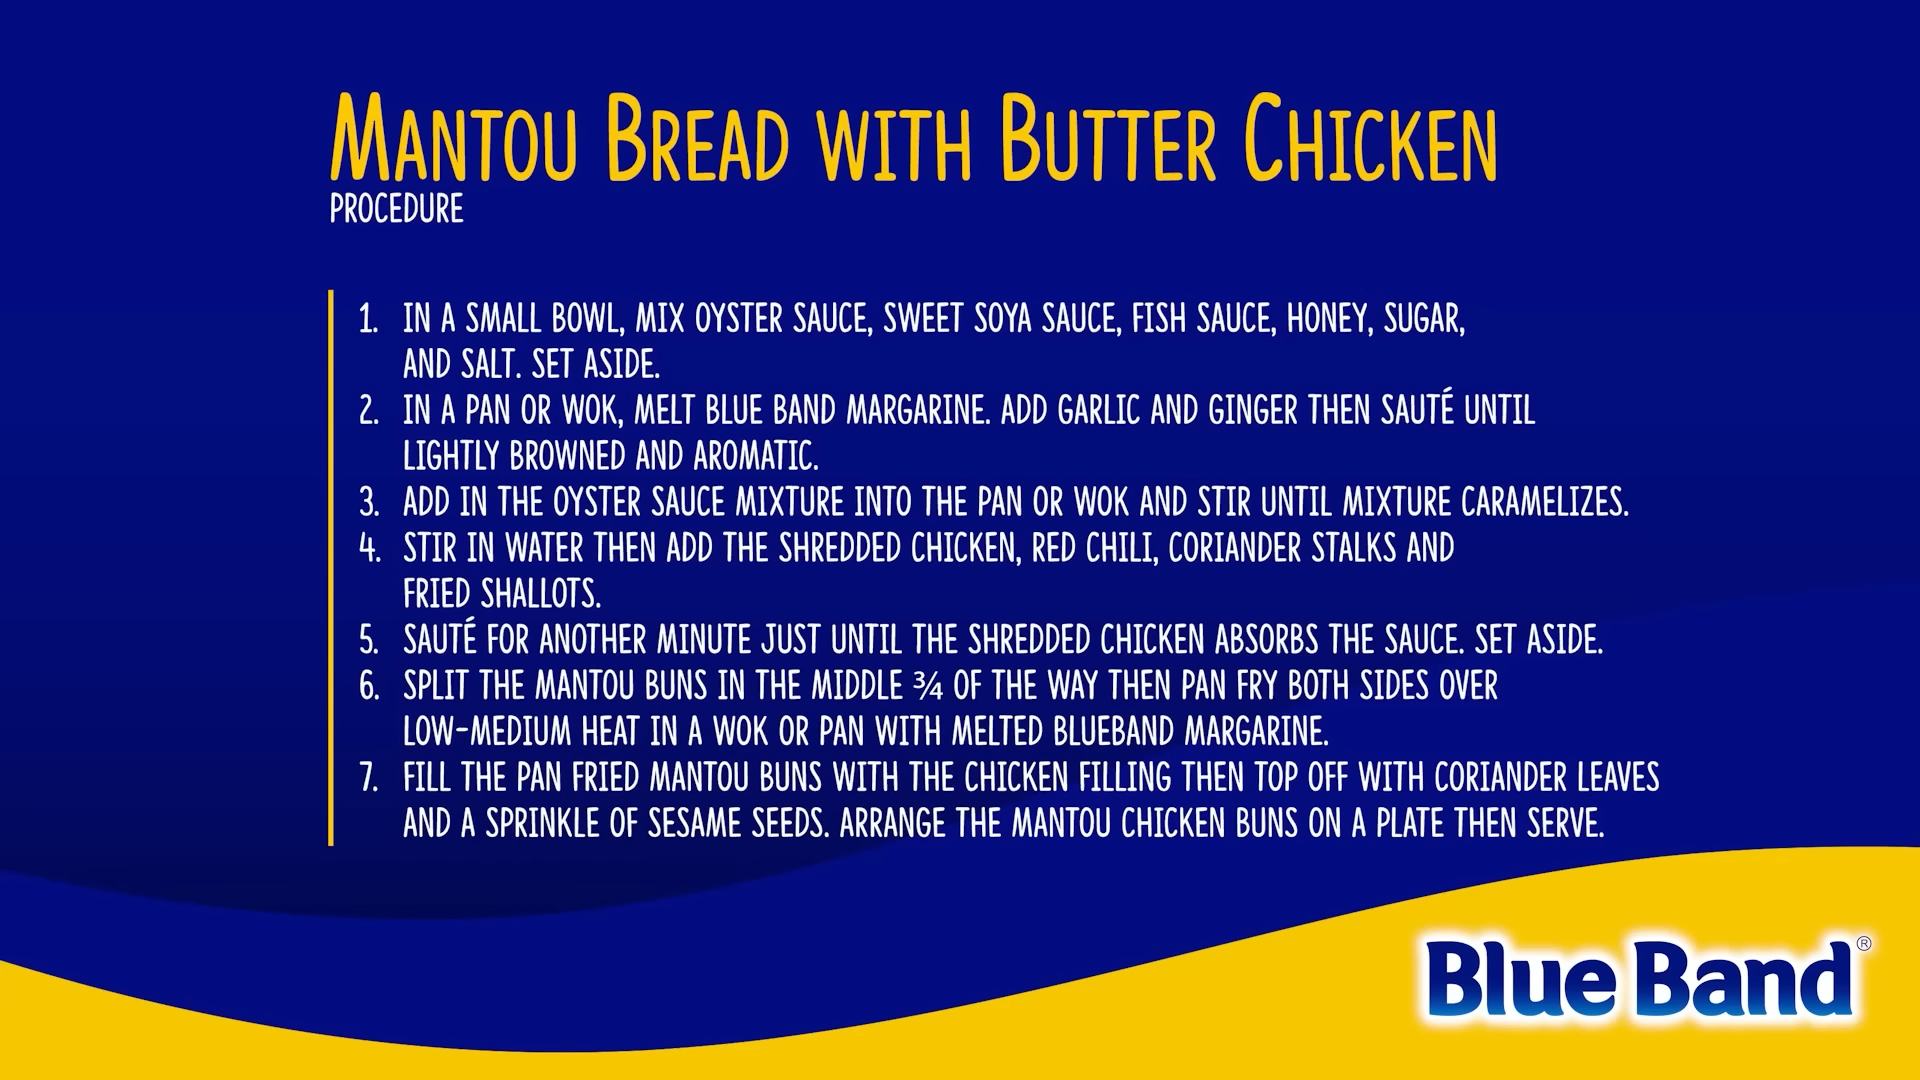 MANTOU BREAD WITH BUTTER CHICKEN
PROCEDURE
1. IN A SMALL BOWL, MIX OYSTER SAUCE, SWEET SOYA SAUCE, FISH SAUCE, HONEY, SUGAR,
AND SALT. SET ASIDE.
2. IN A PAN OR WOK, MELT BLUE BAND MARGARINE. ADD GARLIC AND GINGER THEN SAUTÉ UNTIL
LIGHTLY BROWNED AND AROMATIC.
3. ADD IN THE OYSTER SAUCE MIXTURE INTO THE PAN OR WOK AND STIR UNTIL MIXTURE CARAMELIZES.
4. STIR IN WATER THEN ADD THE SHREDDED CHICKEN, RED CHILI, CORIANDER STALKS AND
FRIED SHALLOTS.
5. SAUTÉ FOR ANOTHER MINUTE JUST UNTIL THE SHREDDED CHICKEN ABSORBS THE SAUCE. SET ASIDE.
6. SPLIT THE MANTOU BUNS IN THE MIDDLE ¾ OF THE WAY THEN PAN FRY BOTH SIDES OVER
LOW-MEDIUM HEAT IN A WOK OR PAN WITH MELTED BLUEBAND MARGARINE.
7. FILL THE PAN FRIED MANTOU BUNS WITH THE CHICKEN FILLING THEN TOP OFF WITH CORIANDER LEAVES
AND A SPRINKLE OF SESAME SEEDS. ARRANGE THE MANTOU CHICKEN BUNS ON A PLATE THEN SERVE.
Blue Band®